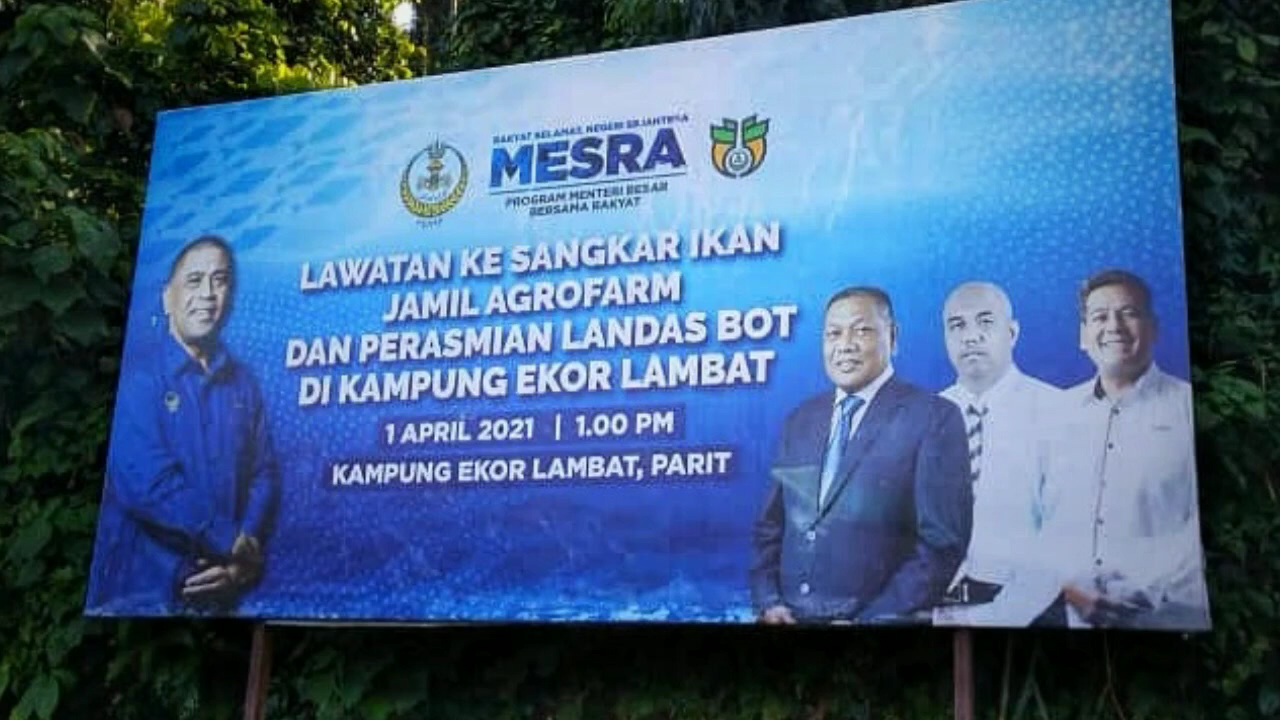 RAKYAT SELAMAT, NEGERI SEJAHTERA
MESRA
PROGRAM MENTERI BESAR
BERSAMA RAKYAT
LAWATAN KE SANGKAR IKAN
JAMIL AGROFARM
DAN PERASMIAN LANDAS BOT
DI KAMPUNG EKOR LAMBAT
1 APRIL 2021 | 1.00 PM
KAMPUNG EKOR LAMBAT, PARIT